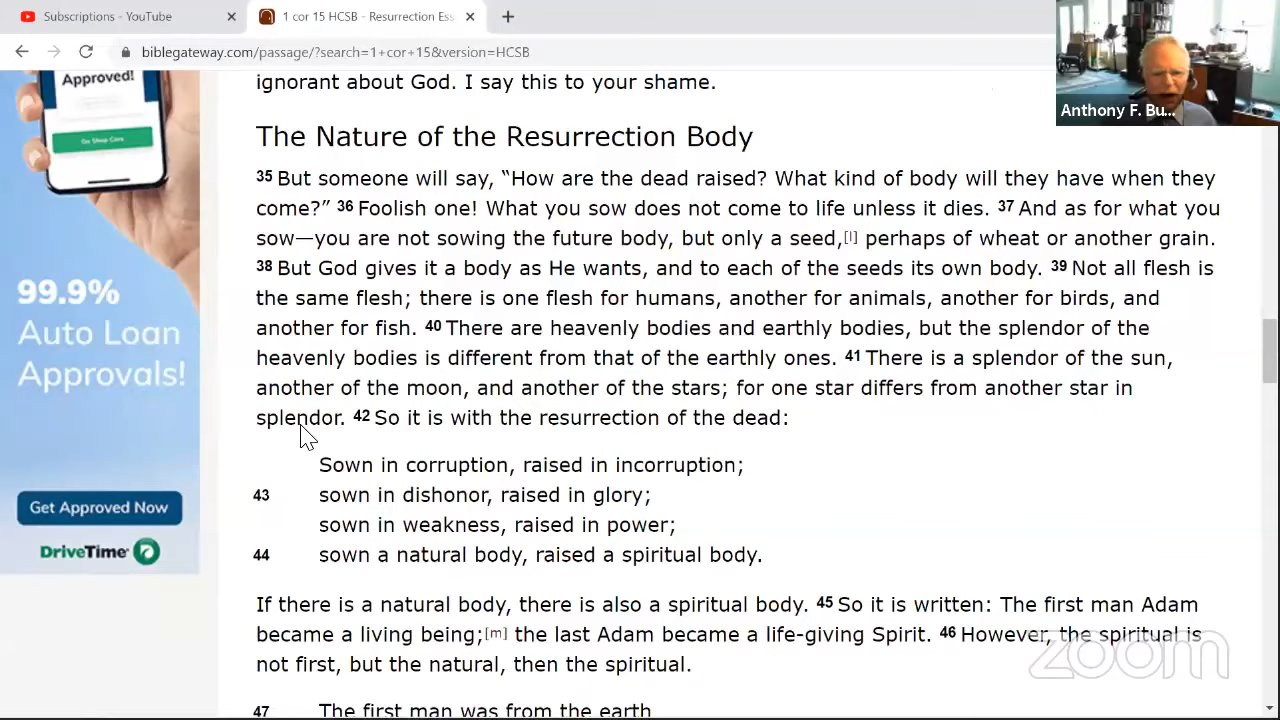 Subscriptions - YouTube
1 cor 15 HCSB - Resurrection Ess
biblegateway.com/passage/?search=1+cor+15&version=HCSB
Anthony F. Bu...
Approved!
Go Shop Cars
99.9%
Auto Loan
Approvals!
Get Approved Now
DriveTime
ignorant about God. I say this to your shame.
The Nature of the Resurrection Body
35 But someone will say, “How are the dead raised? What kind of body will they have when they
come?” 36 Foolish one! What you sow does not come to life unless it dies. 37 And as for what you
sow—you are not sowing the future body, but only a seed,[l] perhaps of wheat or another grain.
38 But God gives it a body as He wants, and to each of the seeds its own body. 39 Not all flesh is
the same flesh; there is one flesh for humans, another for animals, another for birds, and
another for fish. 40 There are heavenly bodies and earthly bodies, but the splendor of the
heavenly bodies is different from that of the earthly ones. 41 There is a splendor of the sun,
another of the moon, and another of the stars; for one star differs from another star in
splendor. 42 So it is with the resurrection of the dead:
Sown in corruption, raised in incorruption;
43 sown in dishonor, raised in glory;
sown in weakness, raised in power;
44 sown a natural body, raised a spiritual body.
If there is a natural body, there is also a spiritual body. 45 So it is written: The first man Adam
became a living being;[m] the last Adam became a life-giving Spirit. 46 However, the spiritual is
not first, but the natural, then the spiritual.
47 The first man was from the earth
zoom